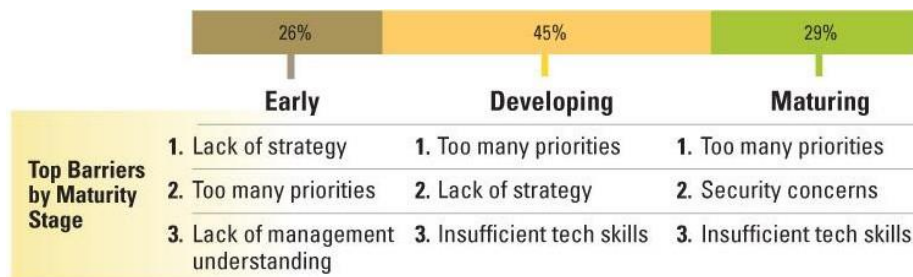 26% 45% 29%
Early Developing Maturing
Top Barriers
by Maturity
Stage
1. Lack of strategy 1. Too many priorities 1. Too many priorities
2. Too many priorities 2. Lack of strategy 2. Security concerns
3. Lack of management 3. Insufficient tech skills 3. Insufficient tech skills
understanding